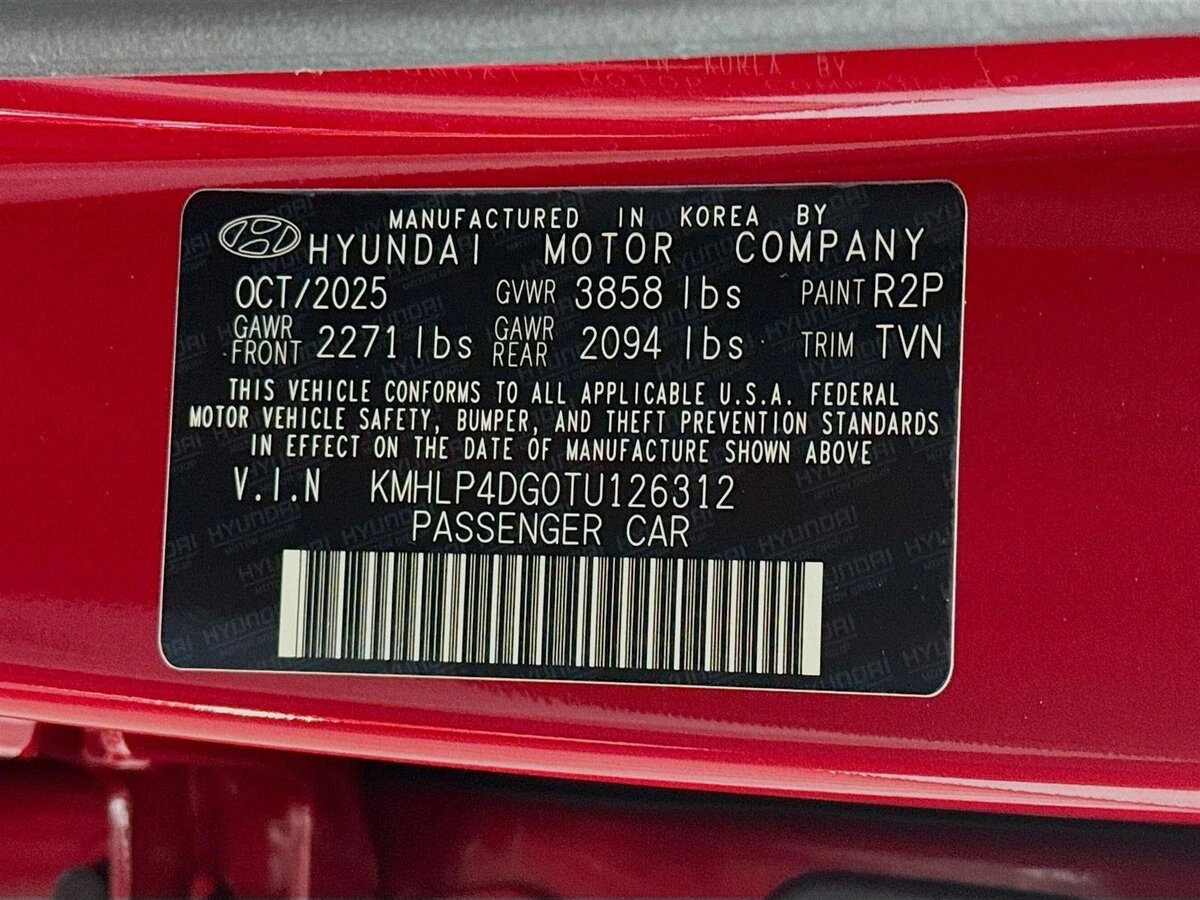 MANUFACTURED IN KOREA BY
HYUNDAI MOTOR COMPANY
OCT/2025 GVWR 3858 lbs PAINT R2P
GAWR FRONT 2271 lbs GAWR REAR 2094 lbs TRIM TVN
THIS VEHICLE CONFORMS TO ALL APPLICABLE U.S.A. FEDERAL
MOTOR VEHICLE SAFETY, BUMPER, AND THEFT PREVENTION STANDARDS
IN EFFECT ON THE DATE OF MANUFACTURE SHOWN ABOVE
V.I.N KMHLP4DG0TU126312
PASSENGER CAR